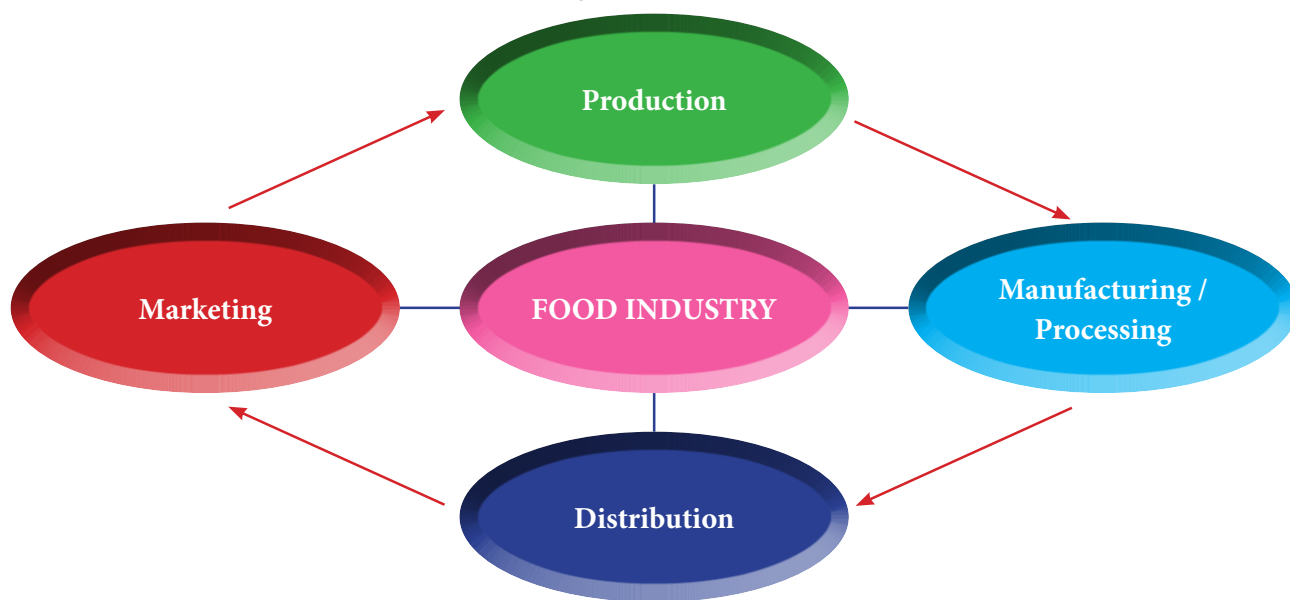 Production
Marketing
FOOD INDUSTRY
Manufacturing /
Processing
Distribution